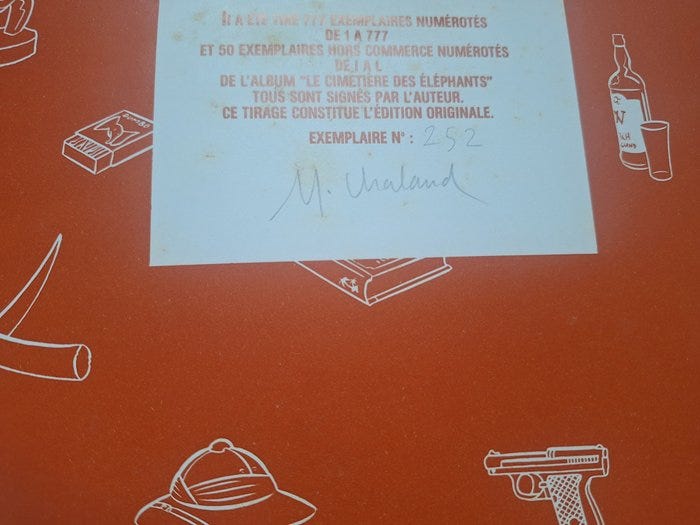 IL A ÉTÉ TIRÉ 777 EXEMPLAIRES NUMÉROTÉS
DE 1 A 777
ET 50 EXEMPLAIRES HORS COMMERCE NUMÉROTÉS
DE I A L
DE L'ALBUM "LE CIMETIÈRE DES ÉLÉPHANTS"
TOUS SONT SIGNÉS PAR L'AUTEUR.
CE TIRAGE CONSTITUE L'ÉDITION ORIGINALE.
EXEMPLAIRE N° : 252
Y. Chaland